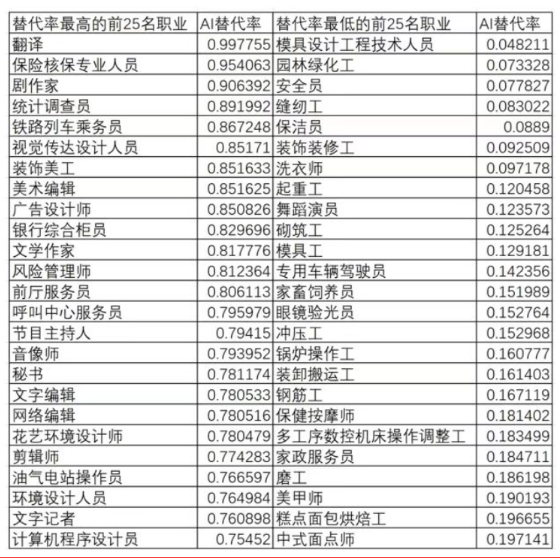 替代率最高的前25名职业 AI替代率 替代率最低的前25名职业 AI替代率
翻译 0.997755 模具设计工程技术人员 0.048211
保险核保专业人员 0.954063 园林绿化工 0.073328
剧作家 0.906392 安全员 0.077827
统计调查员 0.891992 缝纫工 0.083022
铁路列车乘务员 0.867248 保洁员 0.0889
视觉传达设计人员 0.85171 装饰装修工 0.092509
装饰美工 0.851633 洗衣师 0.097178
美术编辑 0.851625 起重工 0.120458
广告设计师 0.850826 舞蹈演员 0.123573
银行综合柜员 0.829696 砌筑工 0.125264
文学作家 0.817776 模具工 0.129181
风险管理师 0.812364 专用车辆驾驶员 0.142356
前厅服务员 0.806113 家畜饲养员 0.151989
呼叫中心服务员 0.795979 眼镜验光员 0.152764
节目主持人 0.79415 冲压工 0.152968
音像师 0.793952 锅炉操作工 0.160777
秘书 0.781174 装卸搬运工 0.161403
文字编辑 0.780533 钢筋工 0.167119
网络编辑 0.780516 保健按摩师 0.181402
花艺环境设计师 0.780479 多工序数控机床操作调整工 0.183499
剪辑师 0.774283 家政服务员 0.184711
油气电站操作员 0.766597 磨工 0.186198
环境设计人员 0.764984 美甲师 0.190193
文字记者 0.760898 糕点面包烘焙工 0.196655
计算机程序设计员 0.75452 中式面点师 0.197141